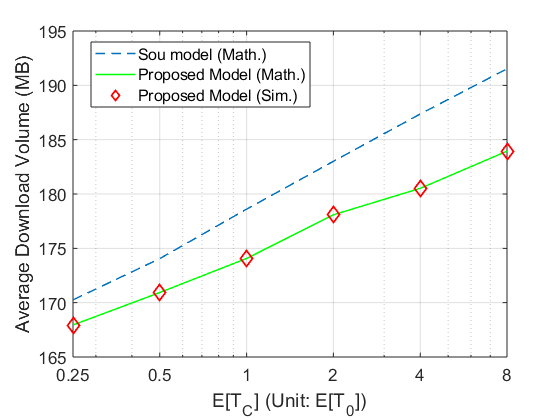 195
190
185
180
175
170
165
Average Download Volume (MB)
Sou model (Math.)
Proposed Model (Math.)
Proposed Model (Sim.)
0.25 0.5 1 2 4 8
E[T_C] (Unit: E[T_0])